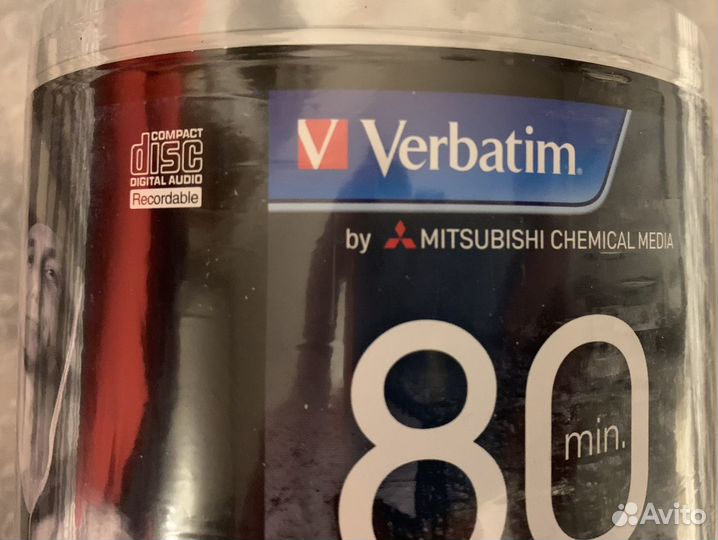 COMPACT
disc
DIGITAL AUDIO
Recordable
V Verbatim
by MITSUBISHI CHEMICAL MEDIA
80
min.
Avito